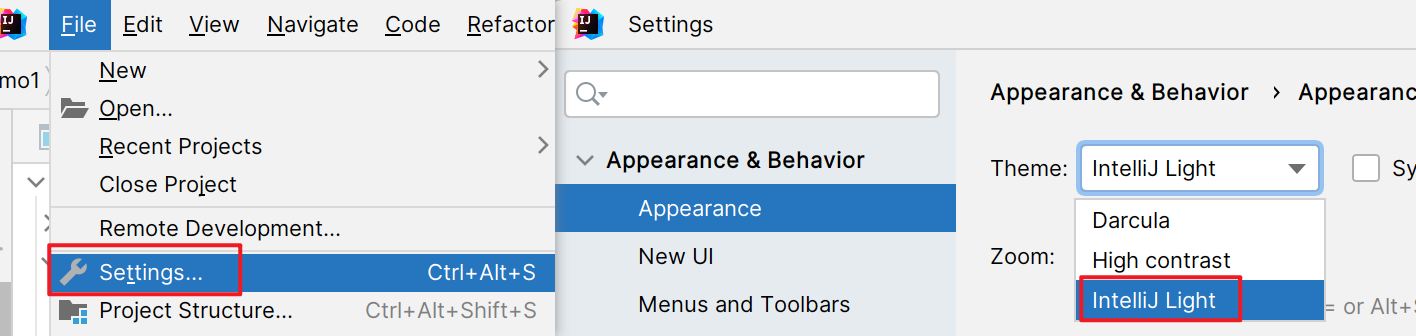 File Edit View Navigate Code Refactor
mo1
New
Open...
Recent Projects
Close Project
Remote Development...
Settings... Ctrl+Alt+S
Project Structure... Ctrl+Alt+Shift+S
IJ Settings
Appearance & Behavior
Appearance
New UI
Menus and Toolbars
Appearance & Behavior › Appearanc
Theme: IntelliJ Light Sy
Darcula
Zoom: High contrast
IntelliJ Light
= or Alt+S